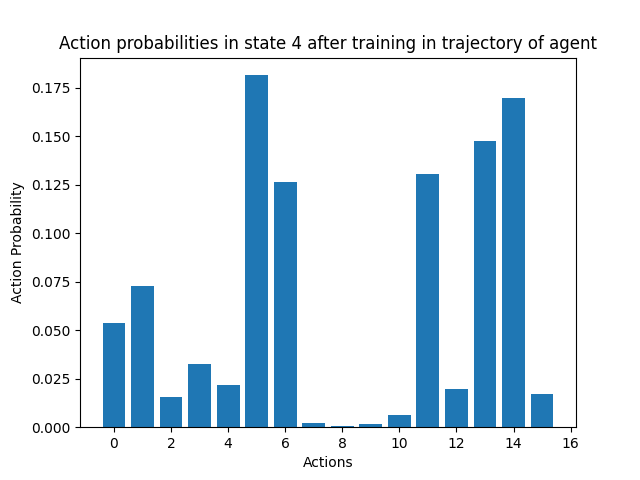 Action probabilities in state 4 after training in trajectory of agent
0.175
0.150
0.125
0.100
0.075
0.050
0.025
0.000
Action Probability
0 2 4 6 8 10 12 14 16
Actions